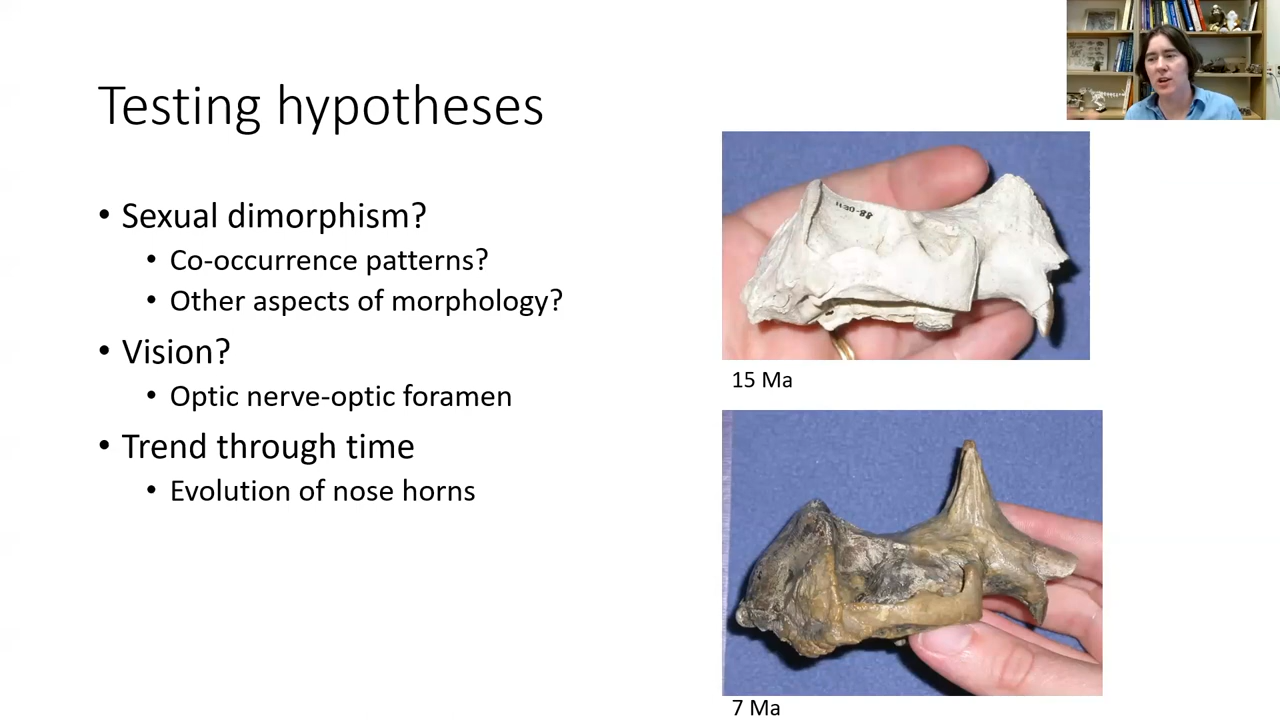 Testing hypotheses
• Sexual dimorphism?
• Co-occurrence patterns?
• Other aspects of morphology?
• Vision?
• Optic nerve-optic foramen
• Trend through time
• Evolution of nose horns
15 Ma
7 Ma